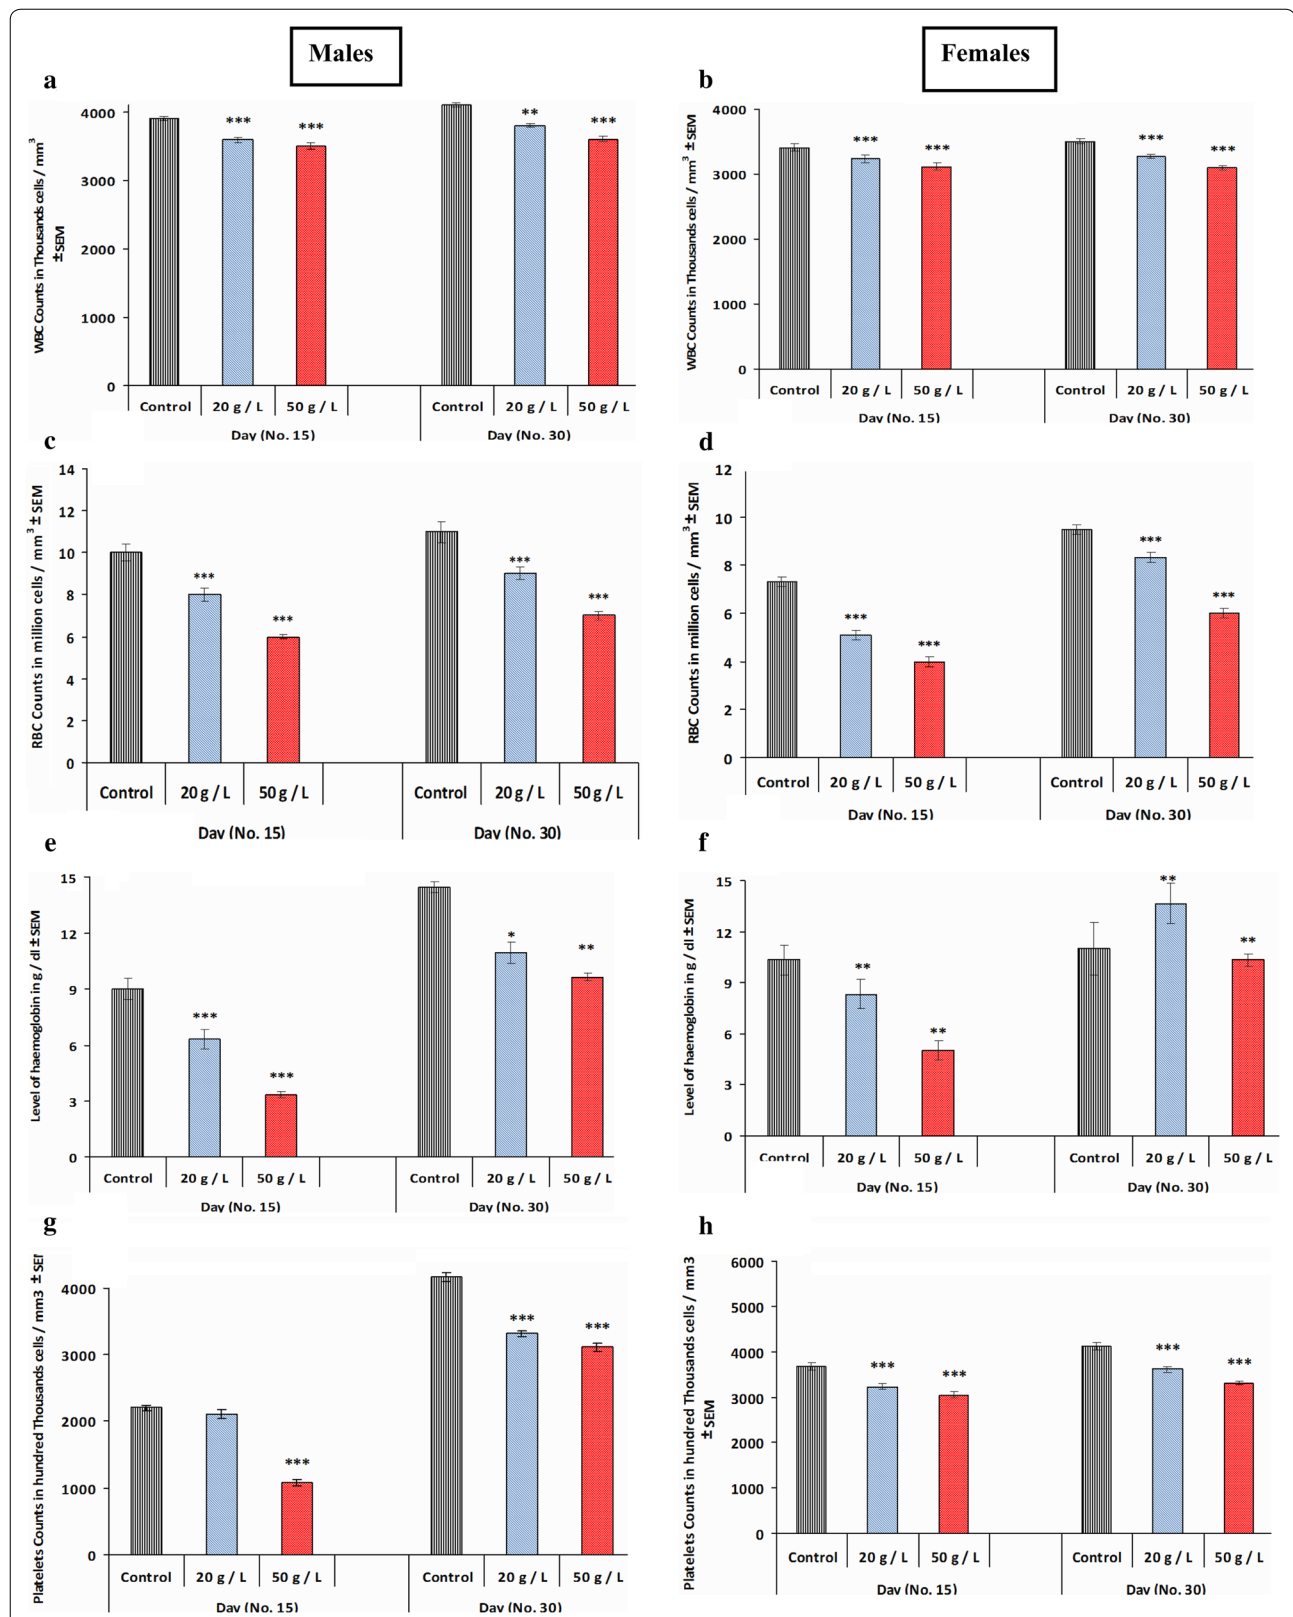 Males
Females
a
WBC Counts in Thousands cells / mm³
±SEM
4000
3000
2000
1000
0
***
***
**
***
Control 20 g / L 50 g / L Control 20 g / L 50 g / L
Day (No. 15) Day (No. 30)
b
WBC Counts in Thousands cells / mm³ ±SEM
4000
3000
2000
1000
0
***
***
***
***
Control 20 g / L 50 g / L Control 20 g / L 50 g / L
Day (No. 15) Day (No. 30)
c
RBC Counts in million cells / mm³ ±SEM
14
12
10
8
6
4
2
0
***
***
***
***
Control 20 g / L 50 g / L Control 20 g / L 50 g / L
Day (No. 15) Day (No. 30)
d
RBC Counts in million cells / mm³ ±SEM
12
10
8
6
4
2
0
***
***
***
***
Control 20 g / L 50 g / L Control 20 g / L 50 g / L
Day (No. 15) Day (No. 30)
e
Level of haemoglobin in g / dl ±SEM
15
12
9
6
3
0
***
***
*
**
Control 20 g / L 50 g / L Control 20 g / L 50 g / L
Day (No. 15) Day (No. 30)
f
Level of haemoglobin in g / dl ±SEM
15
12
9
6
3
0
**
**
**
**
Control 20 g / L 50 g / L Control 20 g / L 50 g / L
Day (No. 15) Day (No. 30)
g
Platelets Counts in hundred Thousands cells / mm3 ±SEM
4000
3000
2000
1000
0
***
***
***
Control 20 g / L 50 g / L Control 20 g / L 50 g / L
Day (No. 15) Day (No. 30)
h
Platelets Counts in hundred Thousands cells / mm3
±SEM
6000
5000
4000
3000
2000
1000
0
***
***
***
***
Control 20 g / L 50 g / L Control 20 g / L 50 g / L
Day (No. 15) Day (No. 30)